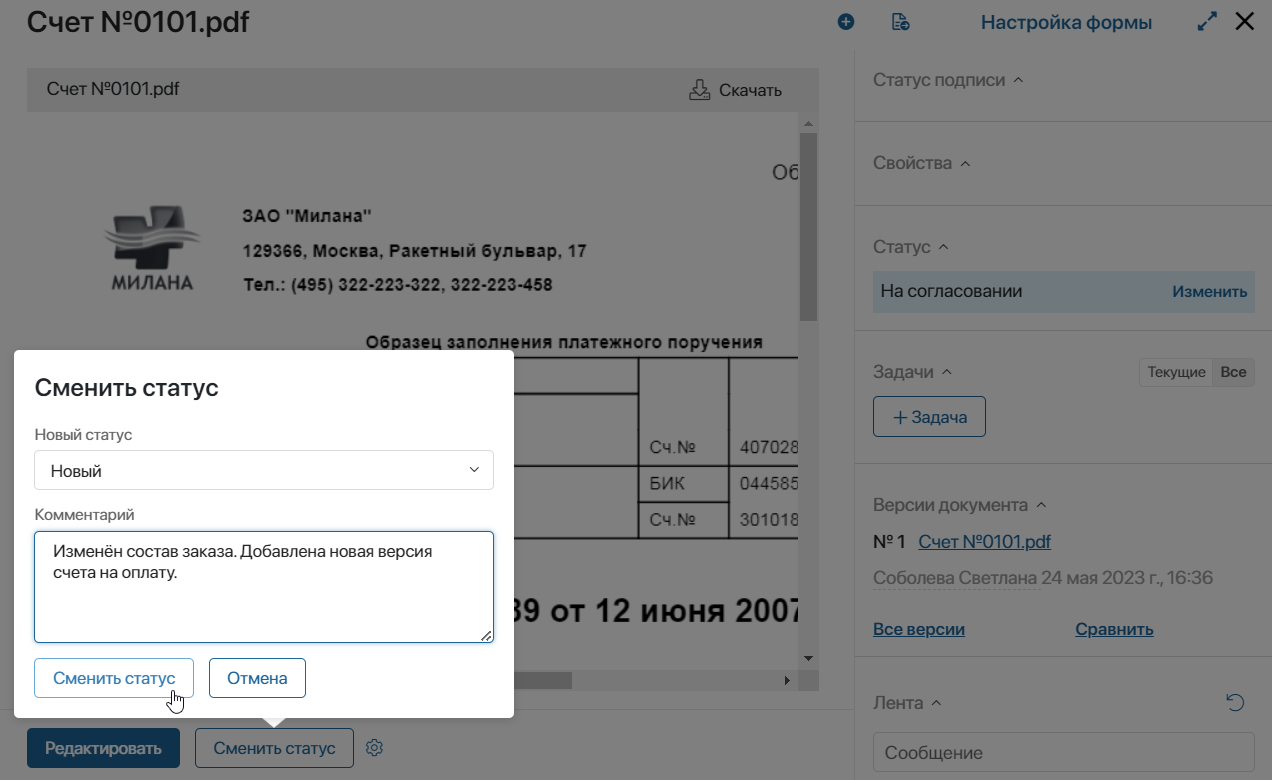 Счет №0101.pdf
Настройка формы
Счет №0101.pdf
Скачать
Об
МИЛАНА
ЗАО "Милана"
129366, Москва, Ракетный бульвар, 17
Тел.: (495) 322-223-322, 322-223-458
Образец заполнения платежного поручения
Сч.№ 407028
БИК 044585
Сч.№ 301018
39 от 12 июня 2007
Сменить статус
Новый статус
Новый
Комментарий
Изменён состав заказа. Добавлена новая версия
счета на оплату.
Сменить статус
Отмена
Редактировать
Сменить статус
Статус подписи
Свойства
Статус
На согласовании
Изменить
Задачи
Текущие
Все
+ Задача
Версии документа
№ 1 Счет №0101.pdf
Соболева Светлана 24 мая 2023 г., 16:36
Все версии
Сравнить
Лента
Сообщение